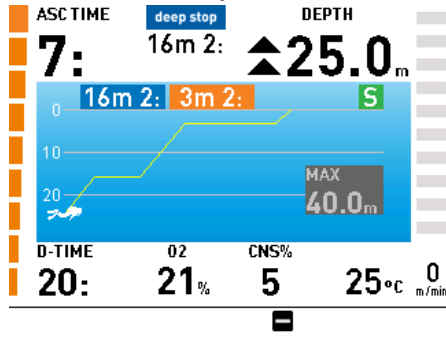 ASC TIME deep stop DEPTH
7: 16m 2: 25.0m
16m 2: 3m 2: S
0
10
MAX
20 40.0m
D-TIME O2 CNS%
20: 21% 5 25°C 0 m/min